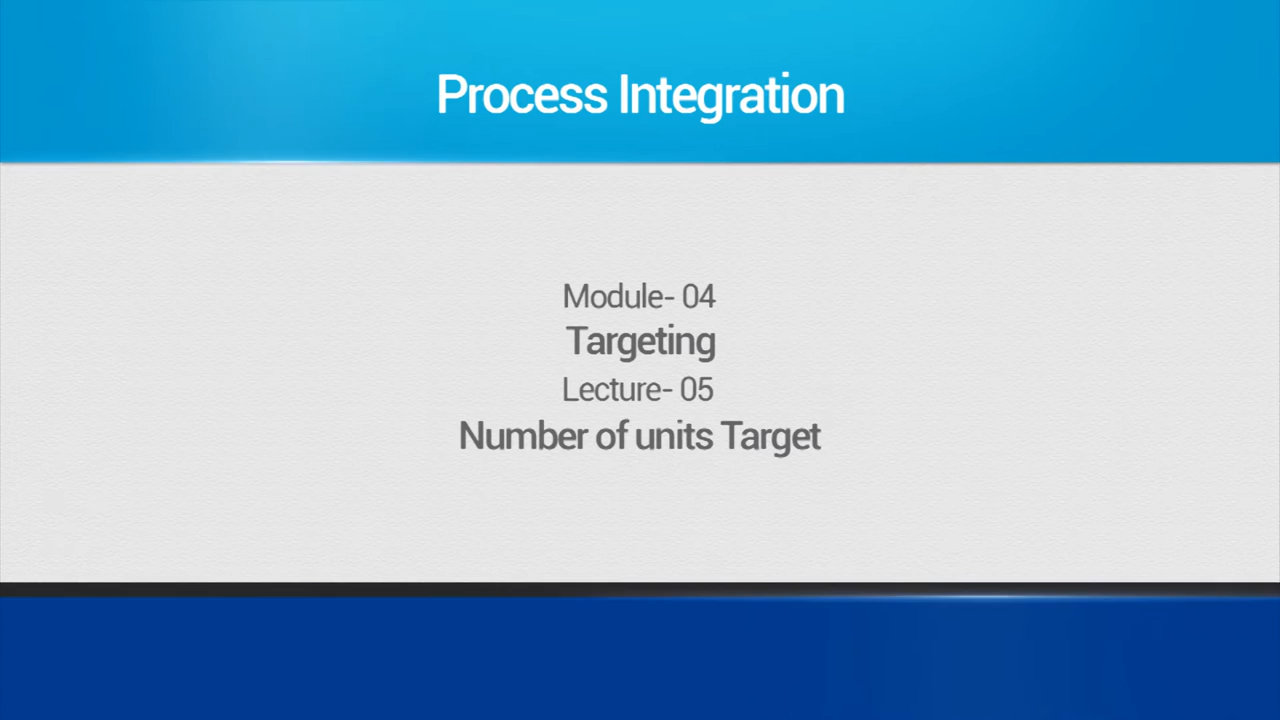 Process Integration
Module- 04
Targeting
Lecture- 05
Number of units Target